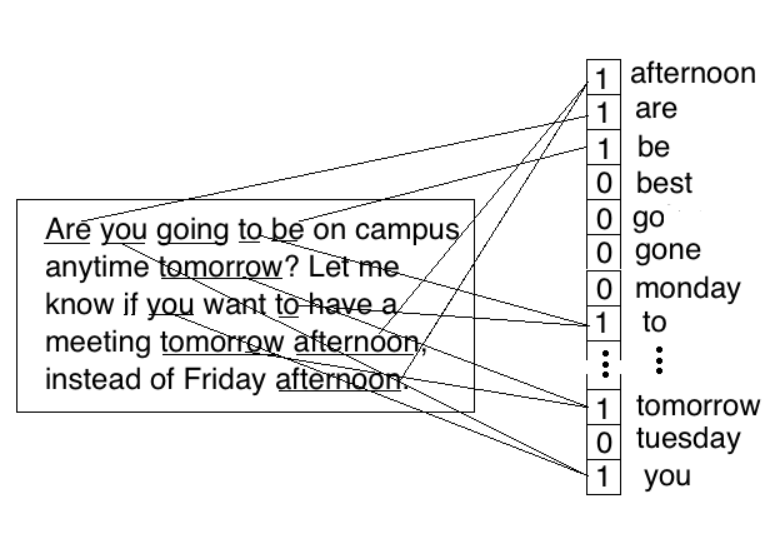 Are you going to be on campus
anytime tomorrow? Let me
know if you want to have a
meeting tomorrow afternoon,
instead of Friday afternoon.
1 afternoon
1 are
1 be
0 best
0 go
0 gone
0 monday
1 to
⋮ ⋮
1 tomorrow
0 tuesday
1 you